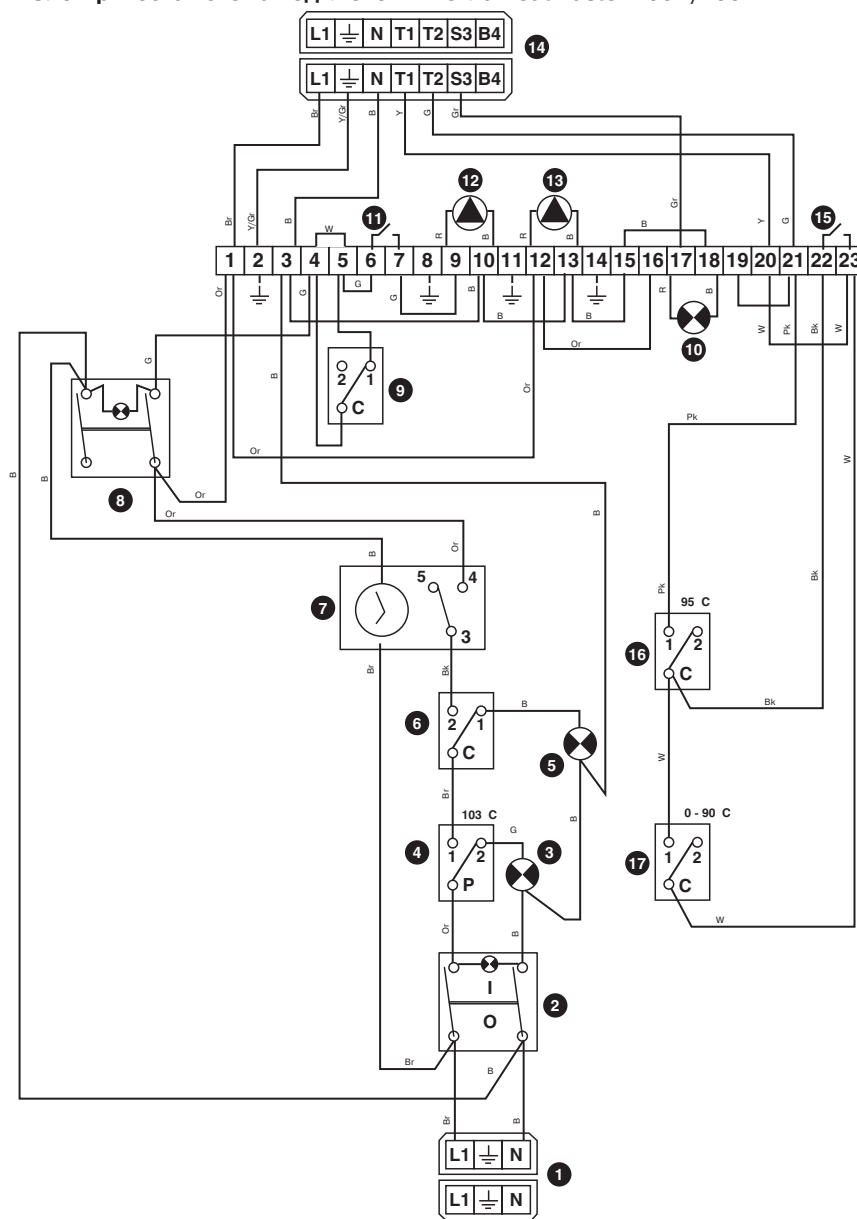 L1 N T1 T2 S3 B4
14
L1 N T1 T2 S3 B4
Br Y/Gr B Y G Gr
12 13
Br Y/Gr B 11 W R B R B B Gr Y G 15
1 2 3 4 5 6 7 8 9 10 11 12 13 14 15 16 17 18 19 20 21 22 23
Or G G G B B B R B W Pk Bk W
Or
10
G B 2 1 9 Or
C
Pk
B B Or W
8 Or B
Or
B Or Bk
5 4 Pk 95 C
7
3 1 2
16
Br Bk C
B Bk
6 2 1
C 5
W
Br B
103 C 0 - 90 C
G
4 1 2 3 1 2
17
P C
Or B W
I
2
O
Br B
Br B
L1 N
1
L1 N